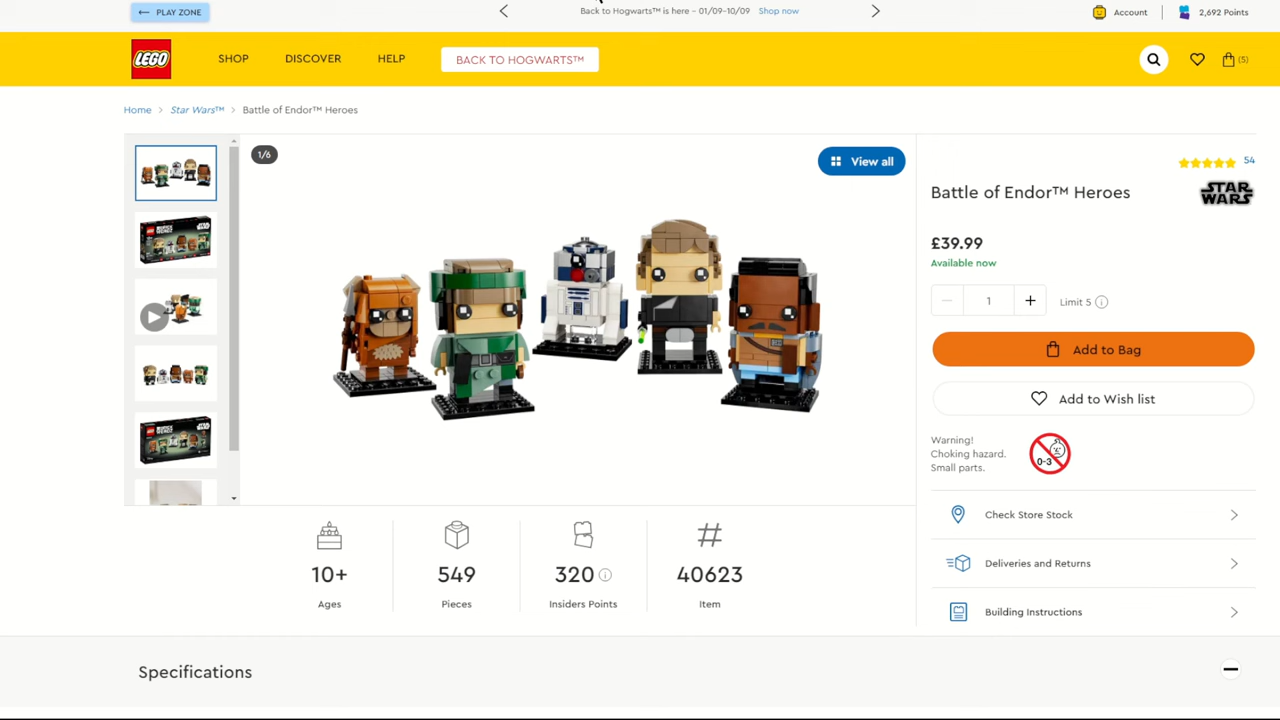 ← PLAY ZONE
Back to Hogwarts™ is here - 01/09-10/09 Shop now
Account
2,692 Points
LEGO
SHOP
DISCOVER
HELP
BACK TO HOGWARTS™
(5)
Home > Star Wars™ > Battle of Endor™ Heroes
1/6
View all
54
Battle of Endor™ Heroes
STAR WARS
£39.99
Available now
1
Limit 5
Add to Bag
Add to Wish list
Warning!
Choking hazard.
Small parts.
0-3
Check Store Stock
Deliveries and Returns
Building Instructions
10+
Ages
549
Pieces
320
Insiders Points
40623
Item
Specifications